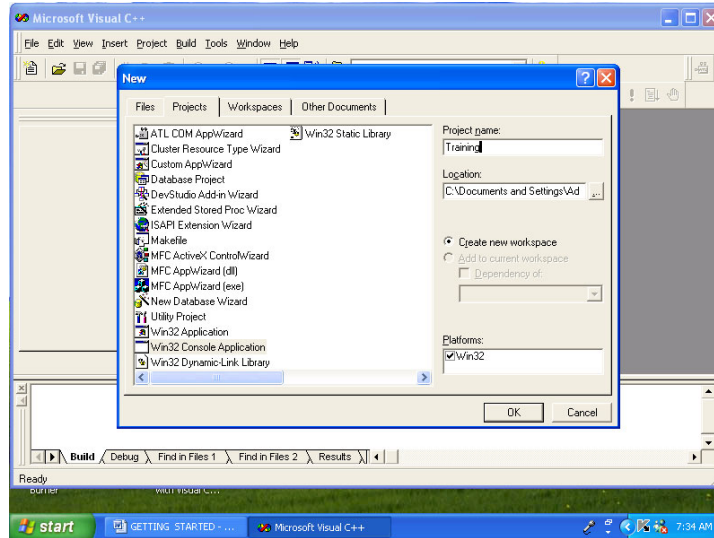 Microsoft Visual C++
File Edit View Insert Project Build Tools Window Help
New
Files Projects Workspaces Other Documents
ATL COM AppWizard
Cluster Resource Type Wizard
Custom AppWizard
Database Project
DevStudio Add-in Wizard
Extended Stored Proc Wizard
ISAPI Extension Wizard
Makefile
MFC ActiveX ControlWizard
MFC AppWizard (dll)
MFC AppWizard (exe)
New Database Wizard
Utility Project
Win32 Application
Win32 Console Application
Win32 Dynamic-Link Library
Win32 Static Library
Project name:
Training
Location:
C:\Documents and Settings\Ad ...
Create new workspace
Add to current workspace
Dependency of:
Platforms:
Win32
OK Cancel
Build Debug Find in Files 1 Find in Files 2 Results
Ready
Burner with Visual C...
start GETTING STARTED - ... Microsoft Visual C++ 7:34 AM